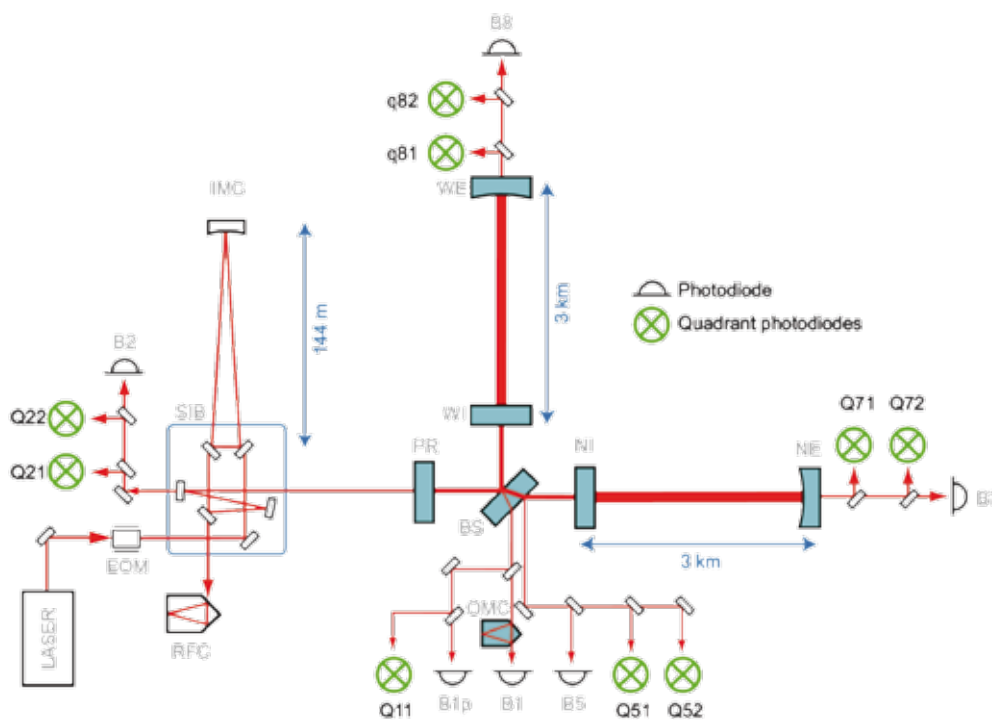 B8
q82
q81
IMC
WE
144 m
3 km
Photodiode
Quadrant photodiodes
B2
Q22
SIB
Q21
WI
PR
NI
Q71
Q72
NE
BS
EOM
3 km
LASER
RFC
OMC
Q11
B1p
B1
B5
Q51
Q52